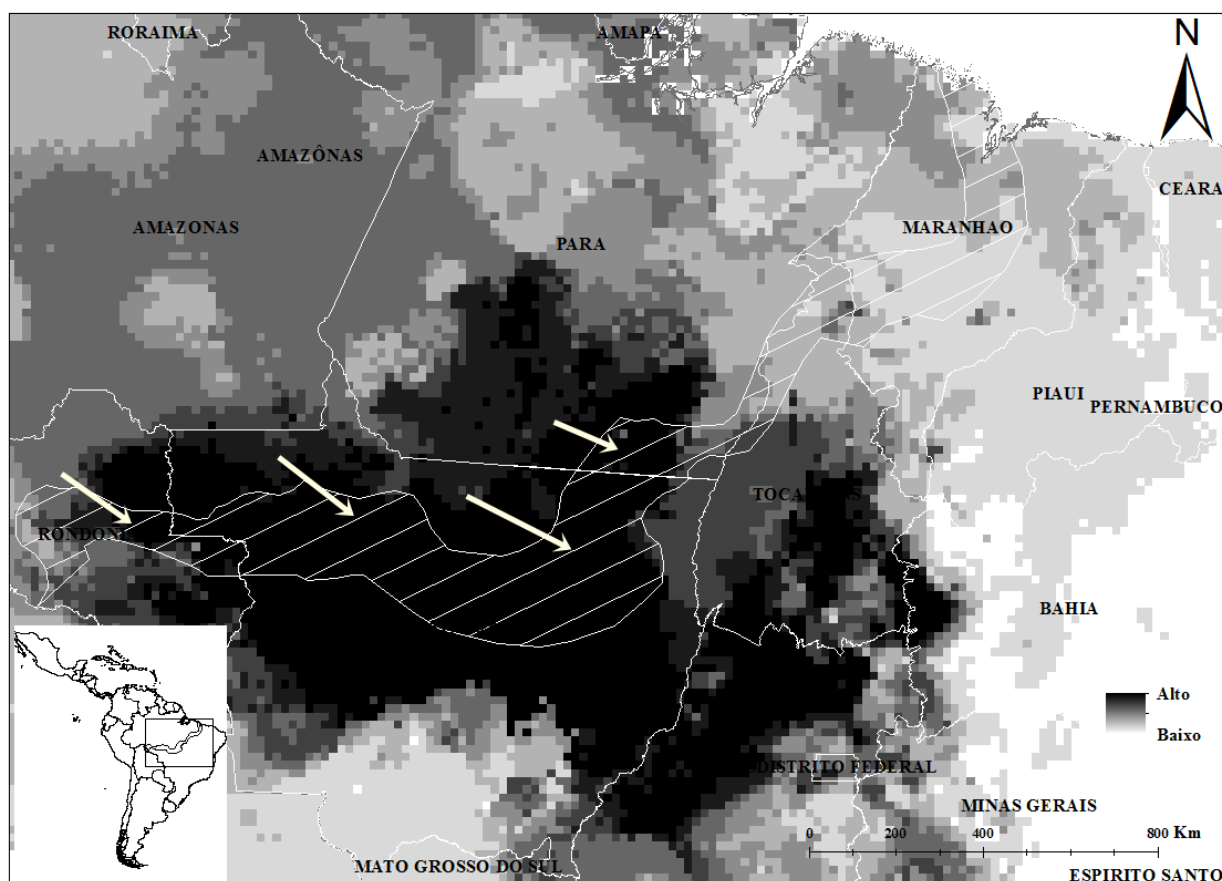 RORAIMA
AMAPA
N
AMAZÔNAS
CEARA
AMAZONAS
MARANHAO
PARA
PIAUI
PERNAMBUCO
BAHIA
Alto
Baixo
DISTRITO FEDERAL
MINAS GERAIS
0 200 400 800 Km
MATO GROSSO DO SUL
ESPIRITO SANTO